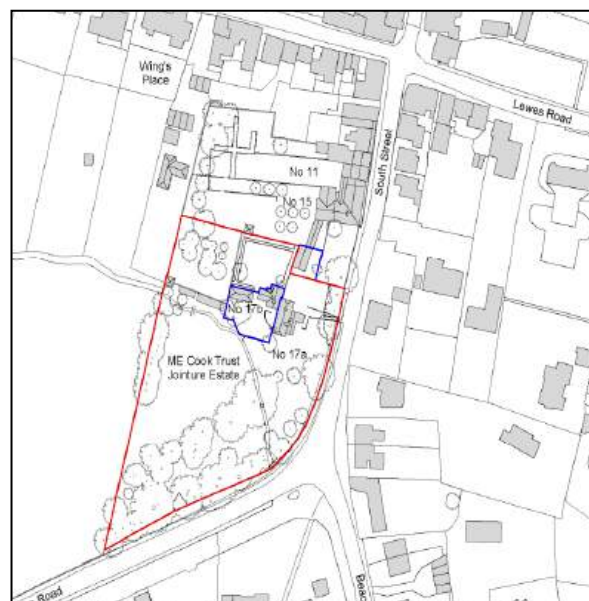 Wing's
Place
Lewes Road
South Street
No 11
No 15
No 17b
No 17a
ME Cook Trust
Jointure Estate
Road
Beac